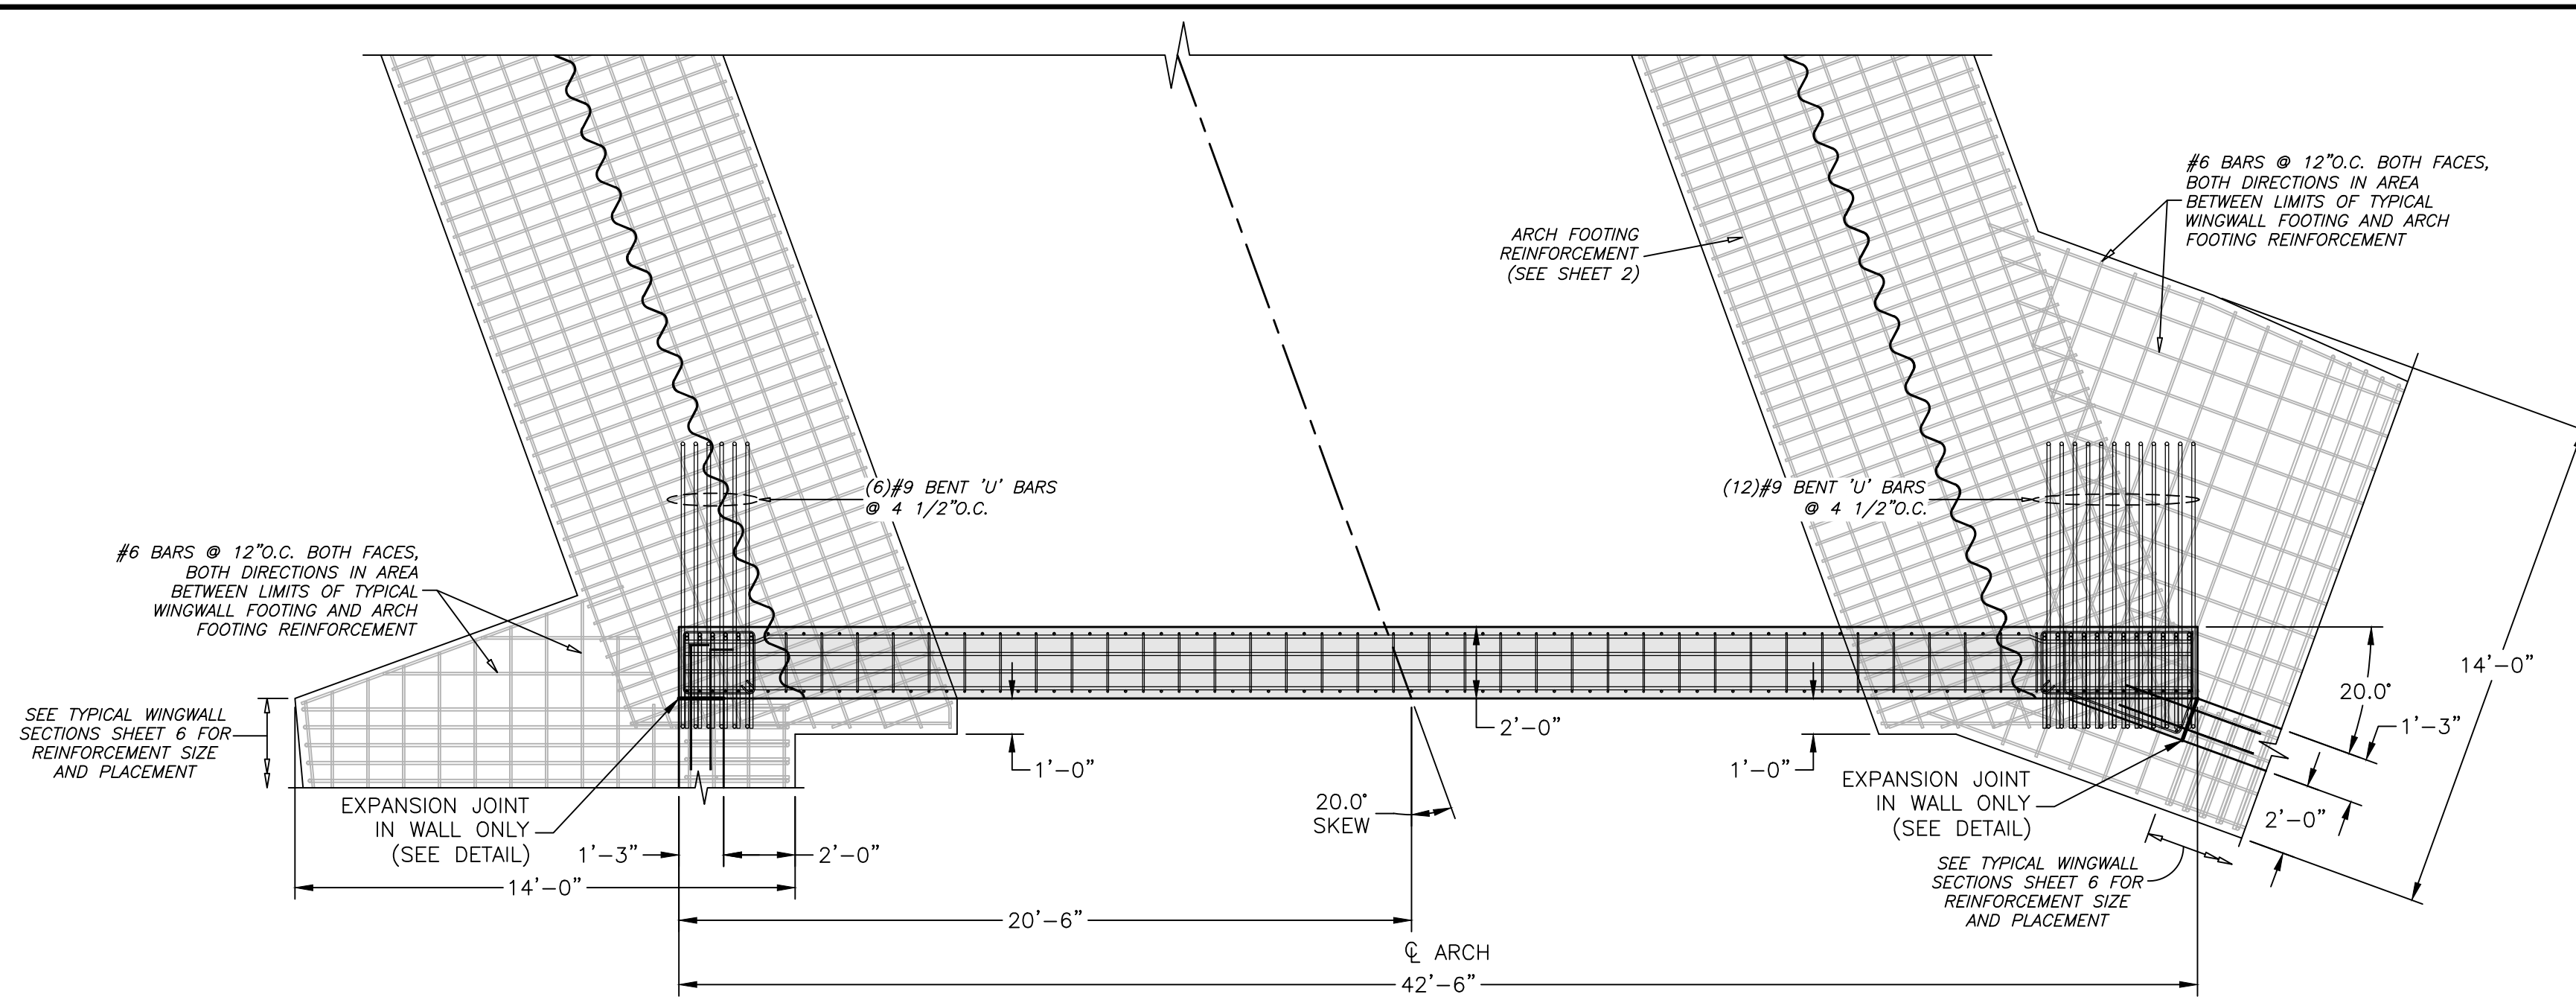 #6 BARS @ 12"O.C. BOTH FACES,
BOTH DIRECTIONS IN AREA
BETWEEN LIMITS OF TYPICAL
WINGWALL FOOTING AND ARCH
FOOTING REINFORCEMENT
ARCH FOOTING
REINFORCEMENT
(SEE SHEET 2)
(6)#9 BENT 'U' BARS
@ 4 1/2"O.C.
(12)#9 BENT 'U' BARS
@ 4 1/2"O.C.
#6 BARS @ 12"O.C. BOTH FACES,
BOTH DIRECTIONS IN AREA
BETWEEN LIMITS OF TYPICAL
WINGWALL FOOTING AND ARCH
FOOTING REINFORCEMENT
SEE TYPICAL WINGWALL
SECTIONS SHEET 6 FOR
REINFORCEMENT SIZE
AND PLACEMENT
EXPANSION JOINT
IN WALL ONLY
(SEE DETAIL)
1'-3"
2'-0"
14'-0"
1'-0"
2'-0"
20.0°
SKEW
1'-0"
EXPANSION JOINT
IN WALL ONLY
(SEE DETAIL)
14'-0"
20.0°
1'-3"
2'-0"
SEE TYPICAL WINGWALL
SECTIONS SHEET 6 FOR
REINFORCEMENT SIZE
AND PLACEMENT
20'-6"
℄ ARCH
42'-6"